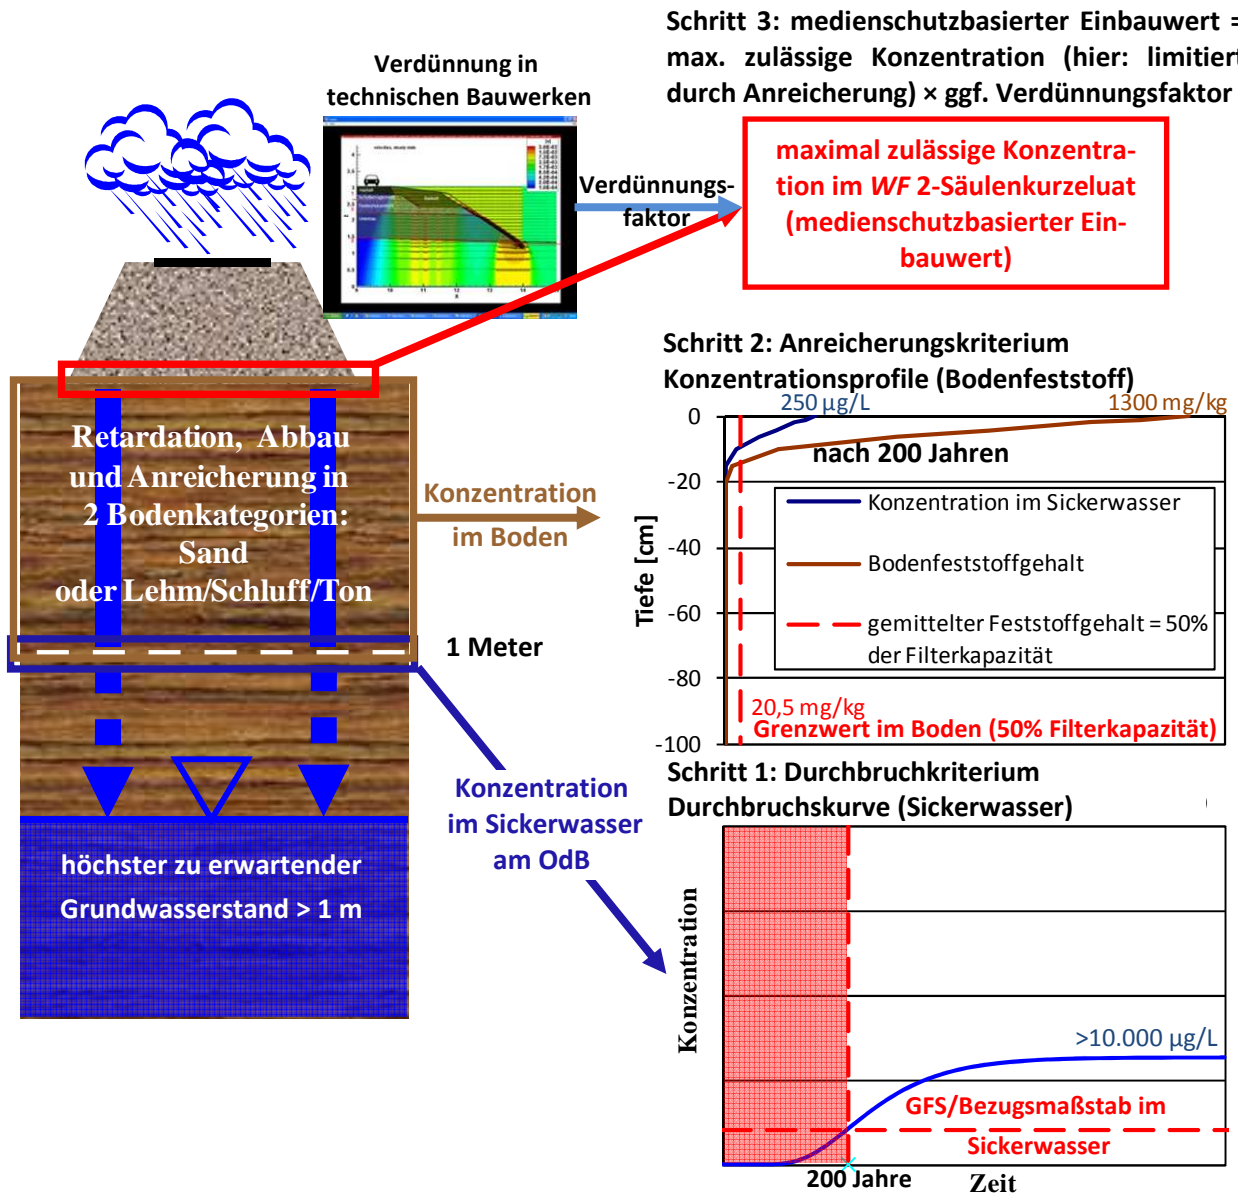 Schritt 3: medienschutzbasierter Einbauwert =
max. zulässige Konzentration (hier: limitiert
durch Anreicherung) × ggf. Verdünnungsfaktor
Verdünnung in
technischen Bauwerken
Verdünnungs-
faktor
maximal zulässige Konzentra-
tion im WF 2-Säulenkurzeluat
(medienschutzbasierter Ein-
bauwert)
Retardation, Abbau
und Anreicherung in
2 Bodenkategorien:
Sand
oder Lehm/Schluff/Ton
Konzentration
im Boden
1 Meter
Konzentration
im Sickerwasser
am OdB
höchster zu erwartender
Grundwasserstand > 1 m
Schritt 2: Anreicherungskriterium
Konzentrationsprofile (Bodenfeststoff)
250 µg/L
1300 mg/kg
nach 200 Jahren
0
-20
-40
-60
-80
-100
Tiefe [cm]
Konzentration im Sickerwasser
Bodenfeststoffgehalt
gemittelter Feststoffgehalt = 50%
der Filterkapazität
20,5 mg/kg
Grenzwert im Boden (50% Filterkapazität)
Schritt 1: Durchbruchkriterium
Durchbruchskurve (Sickerwasser)
Konzentration
>10.000 µg/L
GFS/Bezugsmaßstab im
Sickerwasser
200 Jahre
Zeit